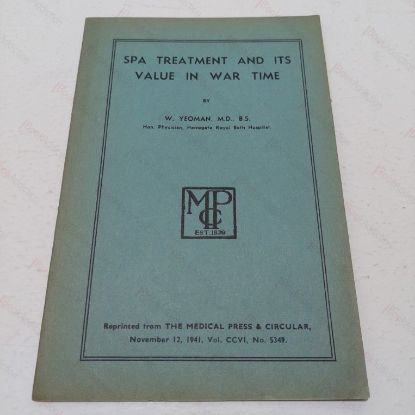 SPA TREATMENT AND ITS
VALUE IN WAR TIME
BY
W. YEOMAN, M.D., B.S.
Hon. Physician, Harrogate Royal Bath Hospital.
MPC
EST. 1839
Reprinted from THE MEDICAL PRESS & CIRCULAR,
November 12, 1941, Vol. CCVI, No. 5349.